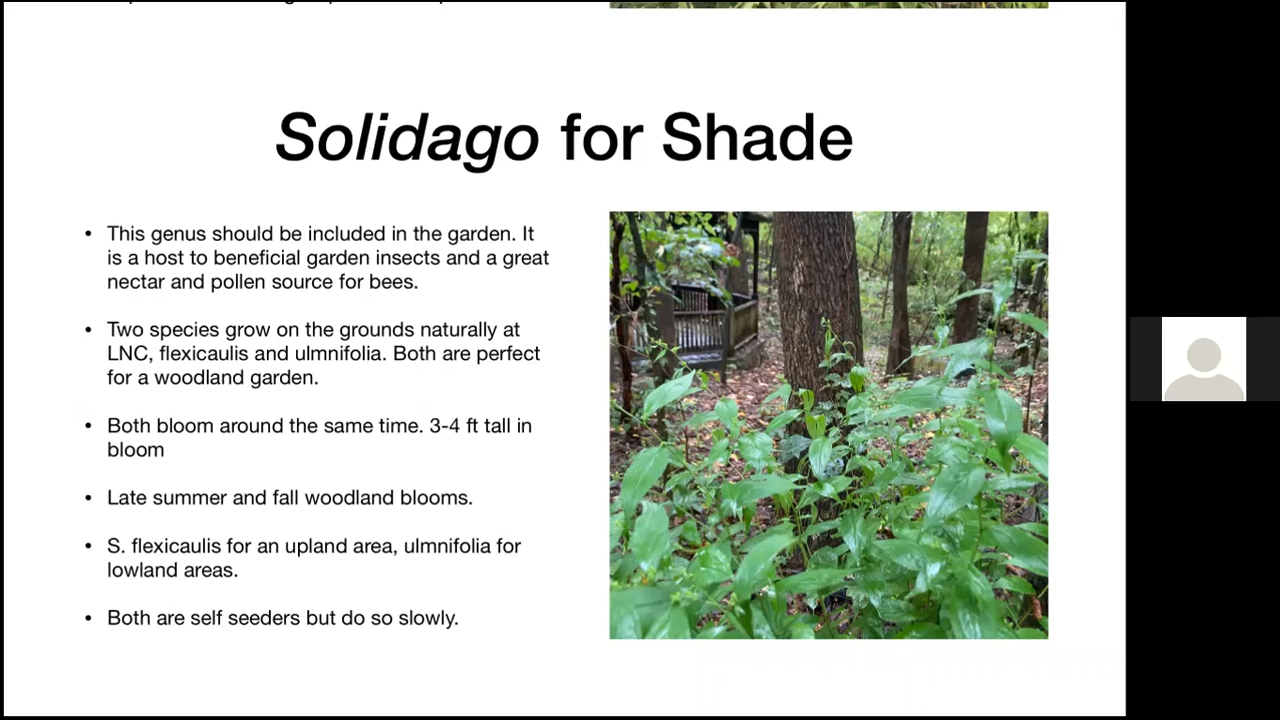 Solidago for Shade
• This genus should be included in the garden. It
is a host to beneficial garden insects and a great
nectar and pollen source for bees.
• Two species grow on the grounds naturally at
LNC, flexicaulis and ulmnifolia. Both are perfect
for a woodland garden.
• Both bloom around the same time. 3-4 ft tall in
bloom
• Late summer and fall woodland blooms.
• S. flexicaulis for an upland area, ulmnifolia for
lowland areas.
• Both are self seeders but do so slowly.